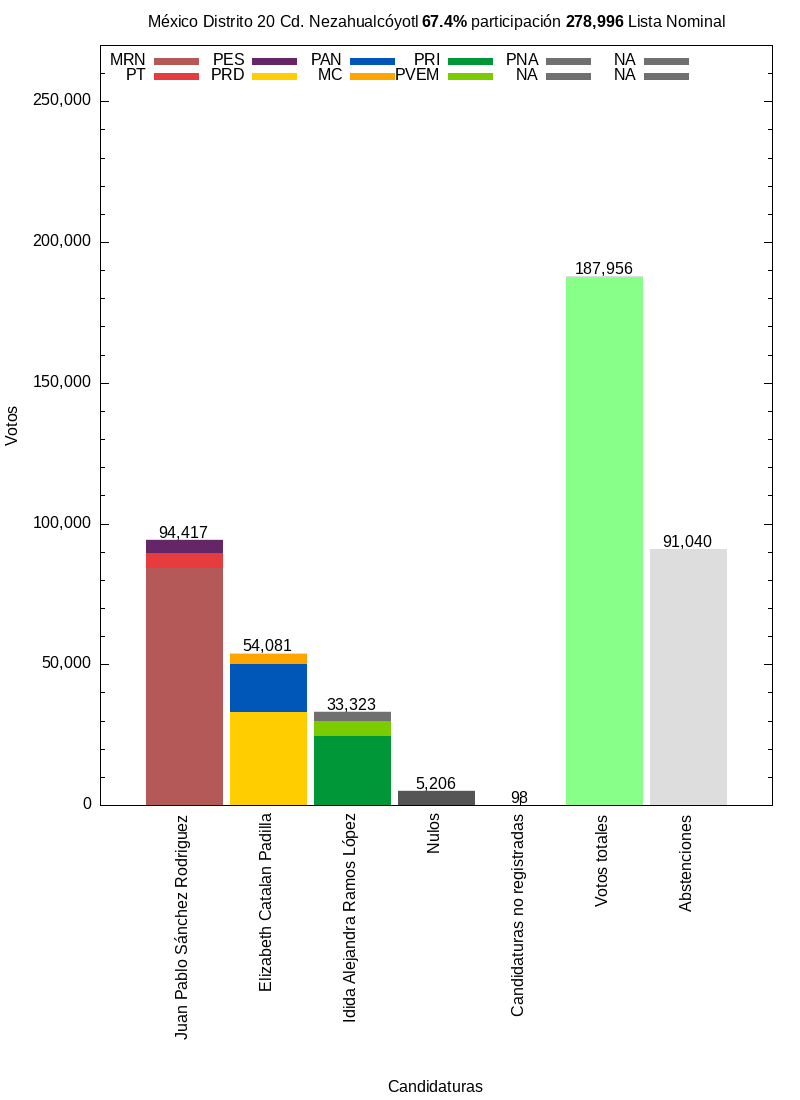 México Distrito 20 Cd. Nezahualcóyotl 67.4% participación 278,996 Lista Nominal
MRN PES PAN PRI PNA NA
PT PRD MC PVEM NA NA
250,000
200,000
150,000
100,000
50,000
0
Votos
94,417
54,081
33,323
5,206
98
187,956
91,040
Juan Pablo Sánchez Rodríguez
Elizabeth Catalan Padilla
Idida Alejandra Ramos López
Nulos
Candidaturas no registradas
Votos totales
Abstenciones
Candidaturas